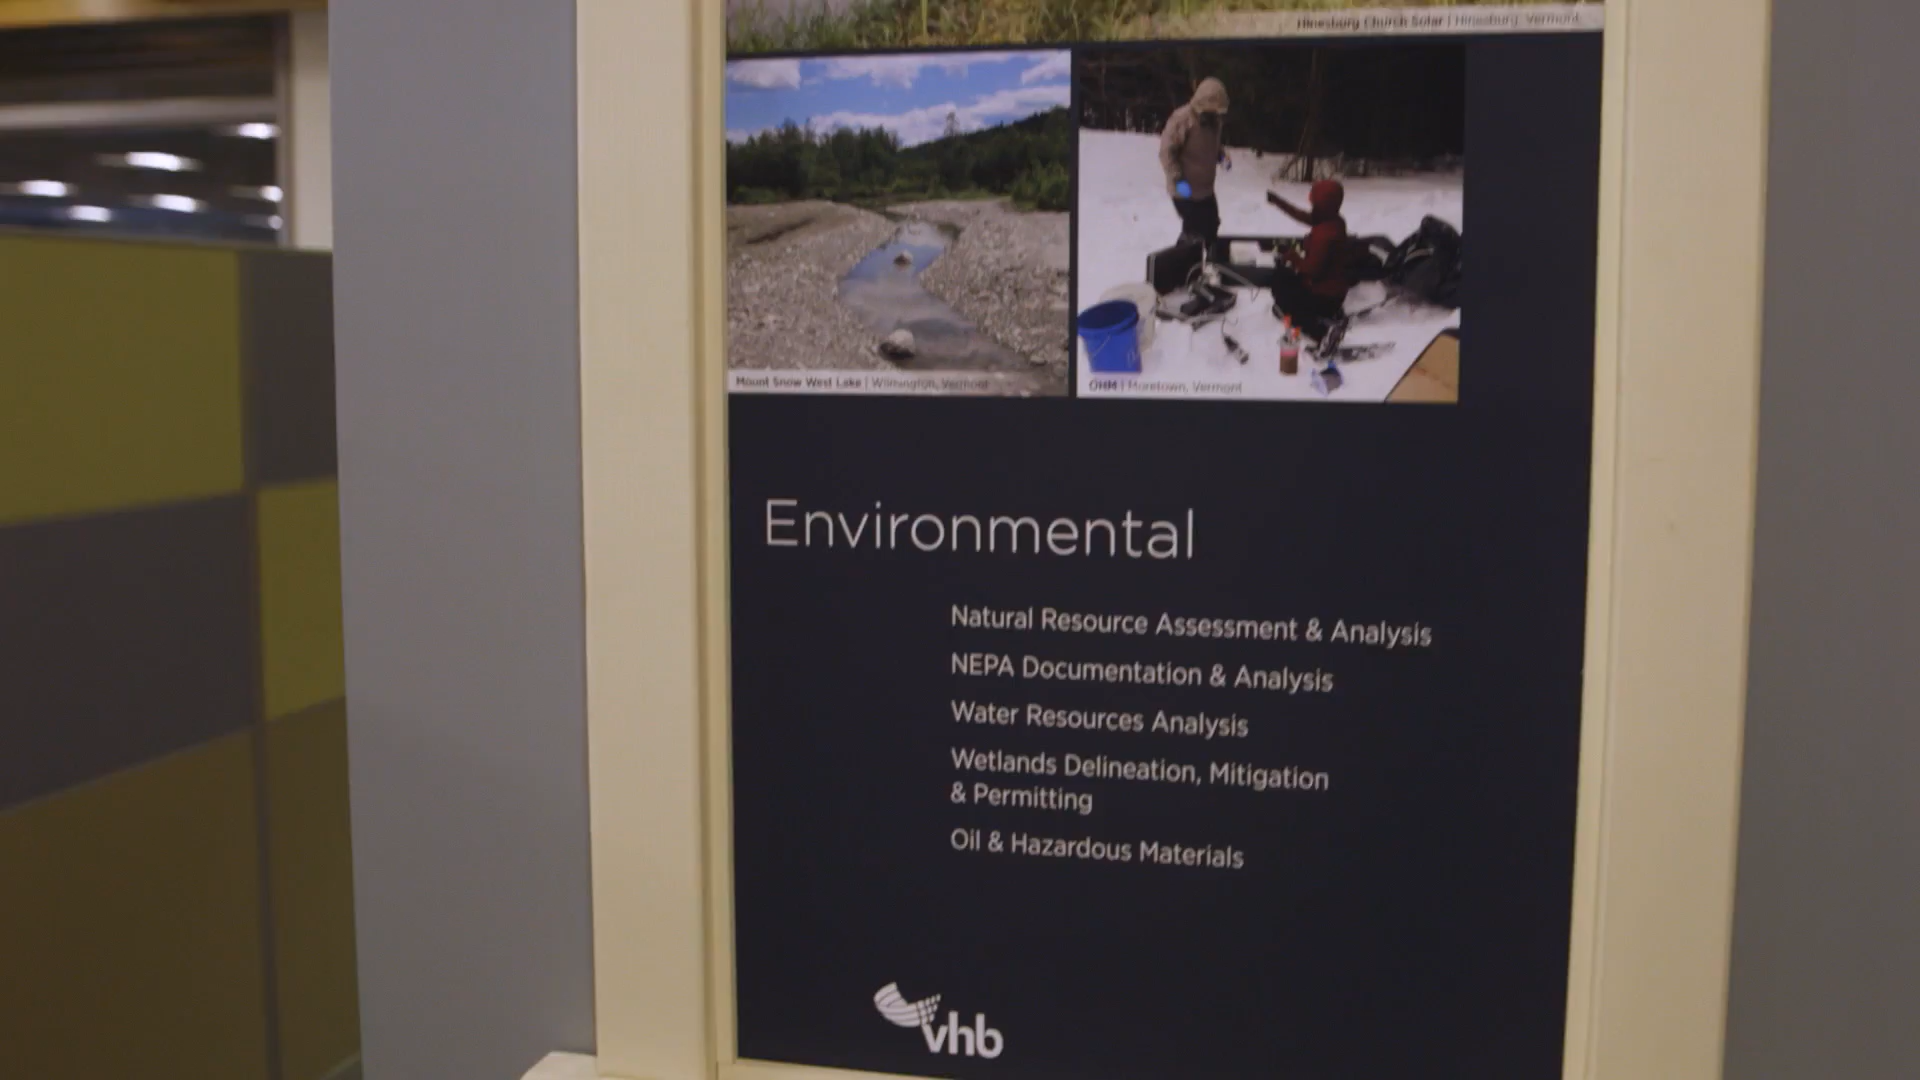 Hinesburg Church Solar | Hinesburg, Vermont
Mount Snow West Lake | Wilmington, Vermont
OHM | Moretown, Vermont
Environmental
Natural Resource Assessment & Analysis
NEPA Documentation & Analysis
Water Resources Analysis
Wetlands Delineation, Mitigation
& Permitting
Oil & Hazardous Materials
vhb